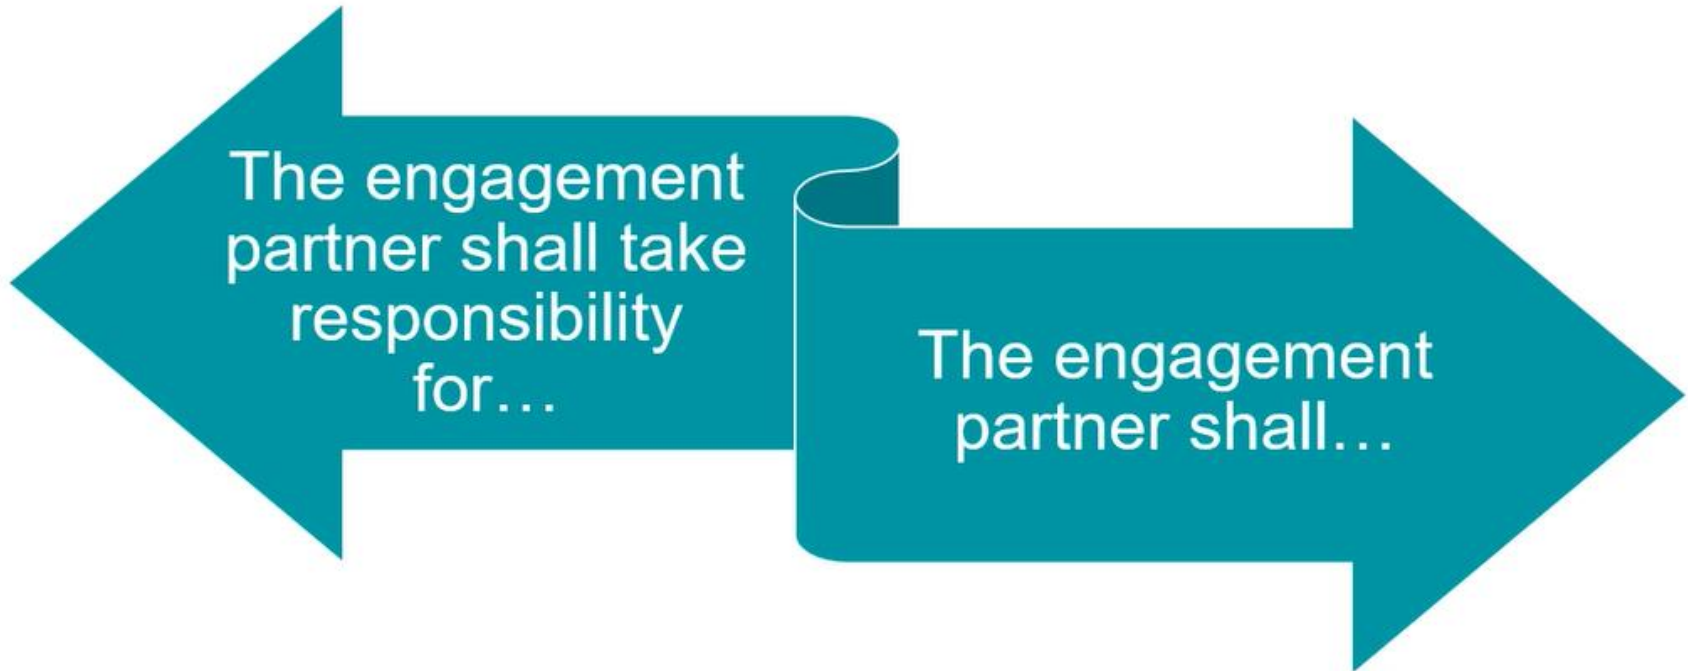 The engagement
partner shall take
responsibility
for…
The engagement
partner shall…